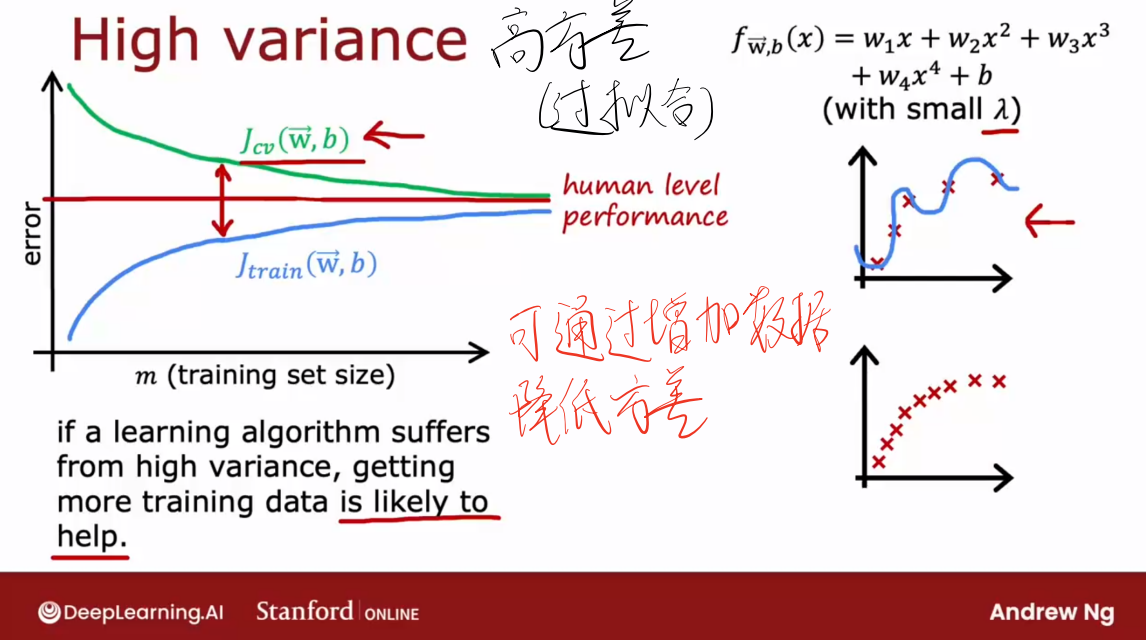 High variance
高方差
(过拟合)
f_{\vec{w},b}(x) = w_1x + w_2x^2 + w_3x^3
+ w_4x^4 + b
(with small λ)
J_{cv}(\vec{w}, b)
human level
performance
error
J_{train}(\vec{w}, b)
m (training set size)
可通过增加数据
降低方差
if a learning algorithm suffers
from high variance, getting
more training data is likely to
help.
DeepLearning.AI
Stanford | ONLINE
Andrew Ng